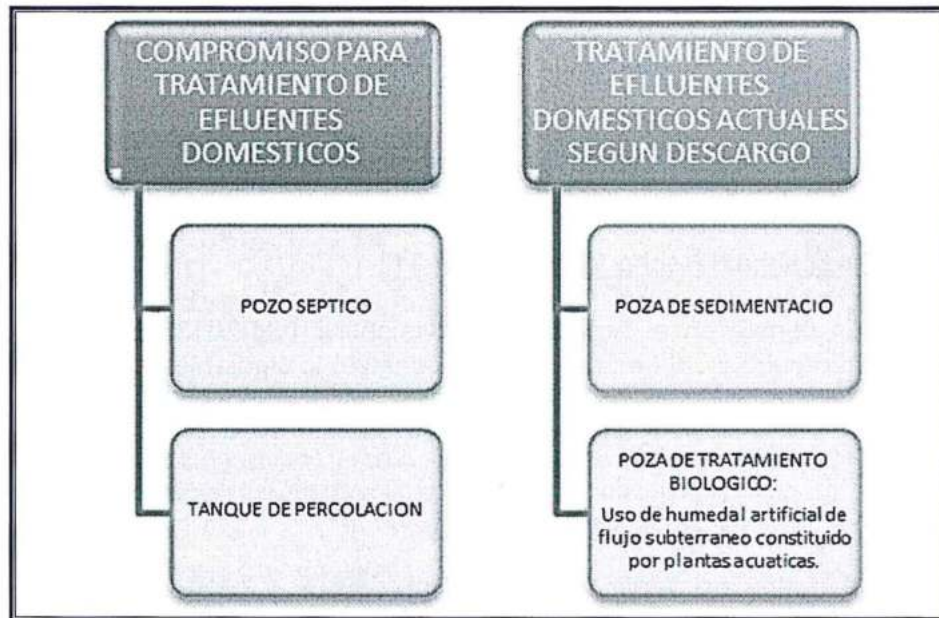 COMPROMISO PARA
TRATAMIENTO DE
EFLUENTES
DOMESTICOS
POZO SEPTICO
TANQUE DE PERCOLACION
TRATAMIENTO DE
EFLLUENTES
DOMESTICOS ACTUALES
SEGUN DESCARGO
POZA DE SEDIMENTACIO
POZA DE TRATAMIENTO
BIOLOGICO:
Uso de humedal artificial de
flujo subterraneo constituido
por plantas acuaticas.